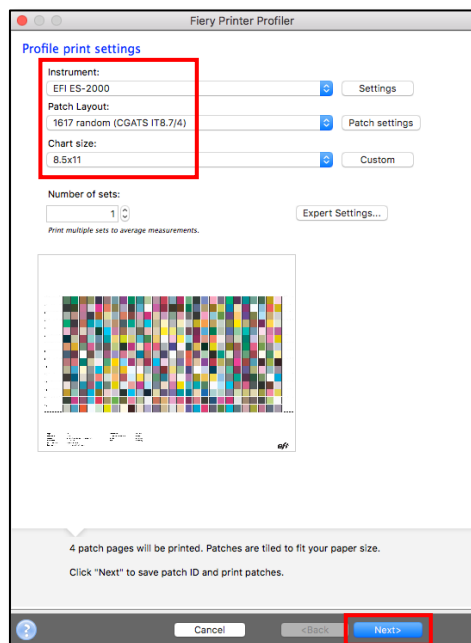 Fiery Printer Profiler
Profile print settings
Instrument:
EFI ES-2000
Settings
Patch Layout:
1617 random (CGATS IT8.7/4)
Patch settings
Chart size:
8.5x11
Custom
Number of sets:
1
Expert Settings...
Print multiple sets to average measurements.
efi
4 patch pages will be printed. Patches are tiled to fit your paper size.
Click "Next" to save patch ID and print patches.
?
Cancel
<Back
Next>